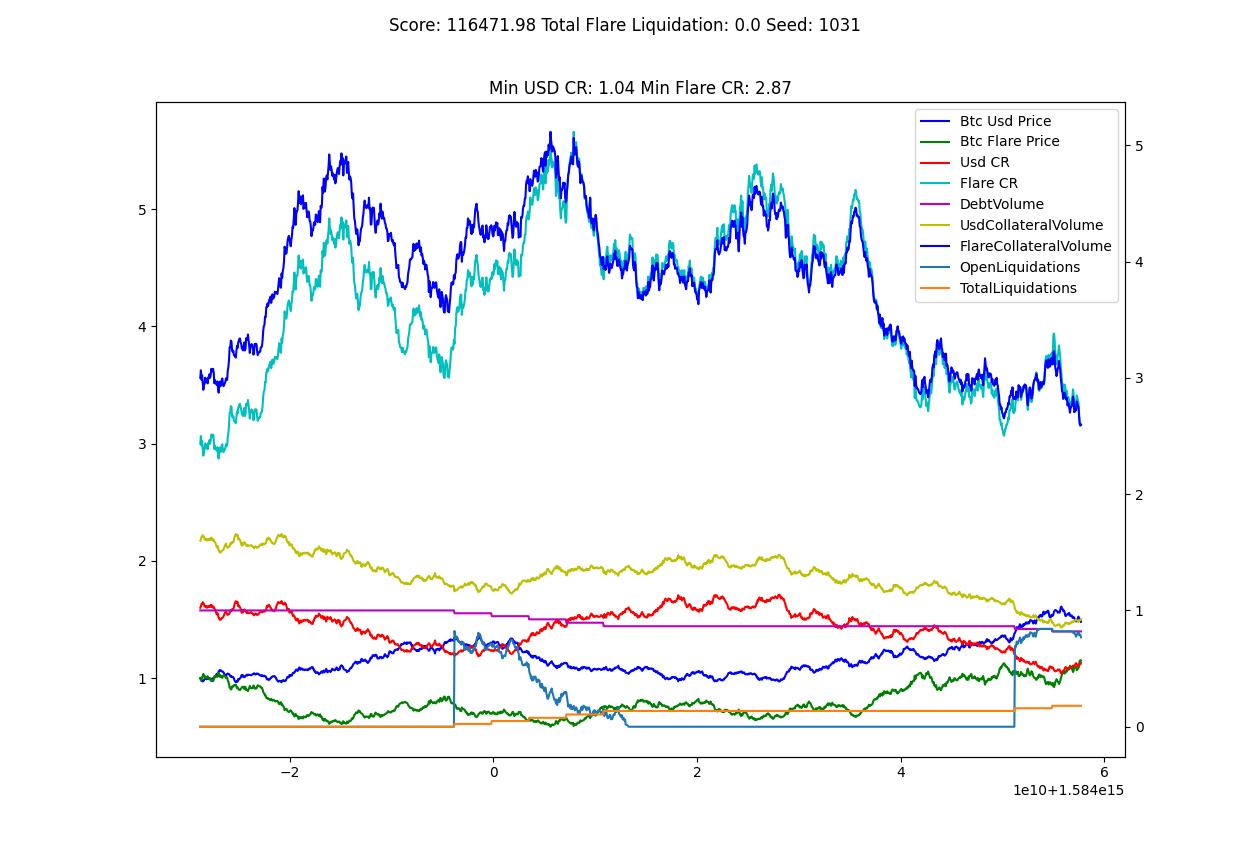 Score: 116471.98 Total Flare Liquidation: 0.0 Seed: 1031
Min USD CR: 1.04 Min Flare CR: 2.87
Btc Usd Price
Btc Flare Price
Usd CR
Flare CR
DebtVolume
UsdCollateralVolume
FlareCollateralVolume
OpenLiquidations
TotalLiquidations
5
4
3
2
1
5
4
3
2
1
0
−2
0
2
4
6
1e10+1.584e15